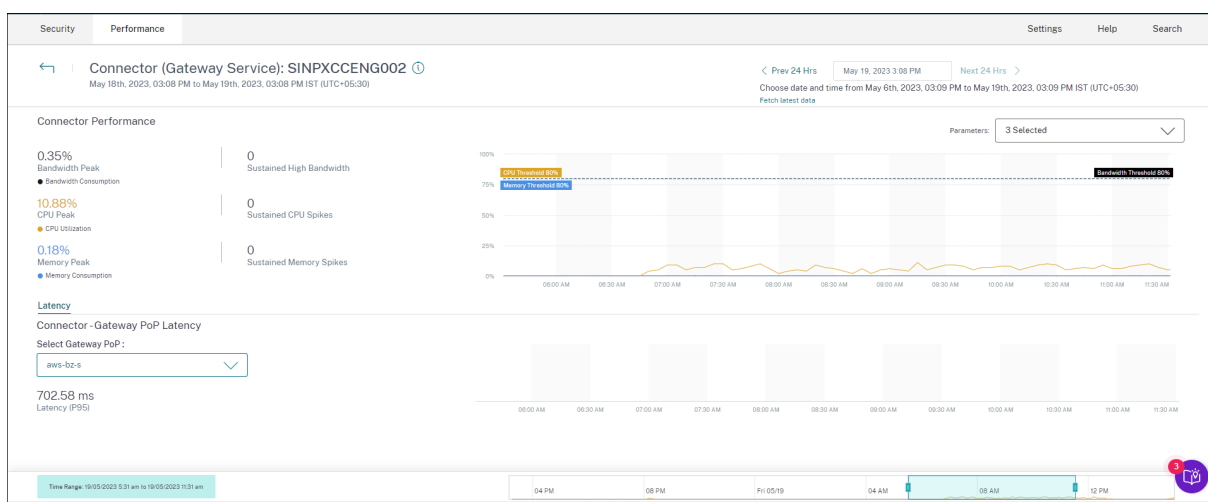 Security Performance Settings Help Search
Connector (Gateway Service): SINPXCCENG002
May 18th, 2023, 03:08 PM to May 19th, 2023, 03:08 PM IST (UTC+05:30)
< Prev 24 Hrs May 19, 2023 3:08 PM Next 24 Hrs >
Choose date and time from May 6th, 2023, 03:09 PM to May 19th, 2023, 03:09 PM IST (UTC+05:30)
Fetch latest data
Connector Performance
Parameters: 3 Selected
0.35%
Bandwidth Peak
Bandwidth Consumption
0
Sustained High Bandwidth
10.88%
CPU Peak
CPU Utilization
0
Sustained CPU Spikes
0.18%
Memory Peak
Memory Consumption
0
Sustained Memory Spikes
100%
CPU Threshold 80%
Bandwidth Threshold 80%
75%
Memory Threshold 80%
50%
25%
0%
06:00 AM 06:30 AM 07:00 AM 07:30 AM 08:00 AM 08:30 AM 09:00 AM 09:30 AM 10:00 AM 10:30 AM 11:00 AM 11:30 AM
Latency
Connector - Gateway PoP Latency
Select Gateway PoP :
aws-bz-s
702.58 ms
Latency (P95)
06:00 AM 06:30 AM 07:00 AM 07:30 AM 08:00 AM 08:30 AM 09:00 AM 09:30 AM 10:00 AM 10:30 AM 11:00 AM 11:30 AM
Time Range: 19/05/2023 5:31 am to 19/05/2023 11:31 am
04 PM 08 PM Fri 05/19 04 AM 08 AM 12 PM
3